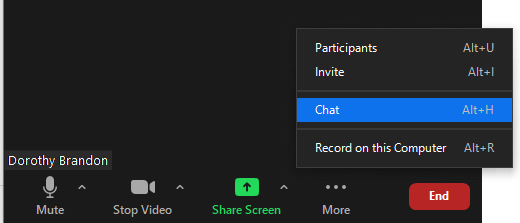 Participants Alt+U
Invite Alt+I
Chat Alt+H
Record on this Computer Alt+R
Dorothy Brandon
Mute Stop Video Share Screen More End